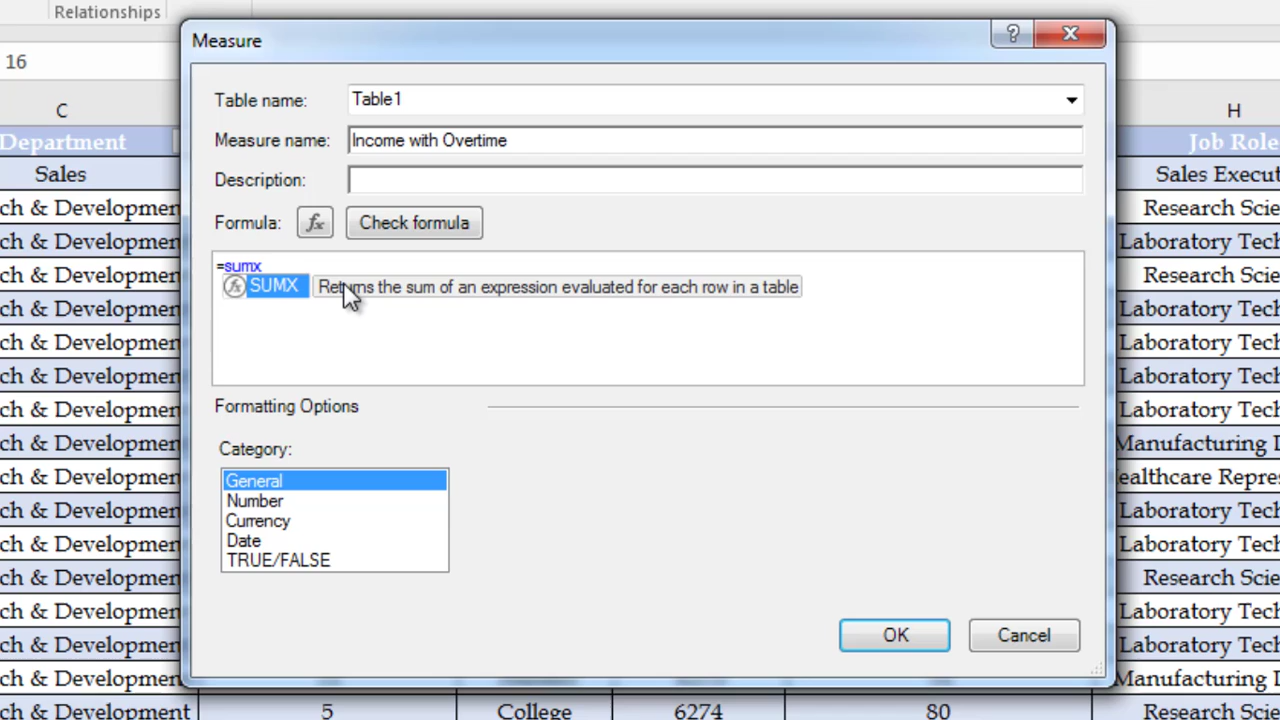 Relationships
Measure
16
Table name: Table1
C
H
Measure name: Income with Overtime
Department
Job Role
Sales
Description:
Sales Execut
ch & Developmen
Research Scie
Formula: fx Check formula
ch & Developmen
Laboratory Tech
=sumx
ch & Developmen
Research Scie
SUMX Returns the sum of an expression evaluated for each row in a table
ch & Developmen
Laboratory Tech
ch & Developmen
Laboratory Tech
ch & Developmen
Laboratory Tech
Formatting Options
ch & Developmen
Laboratory Tech
Category:
ch & Developmen
Manufacturing D
General
ch & Developmen
ealthcare Repres
Number
ch & Developmen
Laboratory Tech
Currency
Date
ch & Developmen
Laboratory Tech
TRUE/FALSE
ch & Developmen
Research Scie
ch & Developmen
Laboratory Tech
OK Cancel
ch & Developmen
Laboratory Tech
ch & Developmen
Manufacturing D
ch & Development 5 College 6274 80 Research Scie